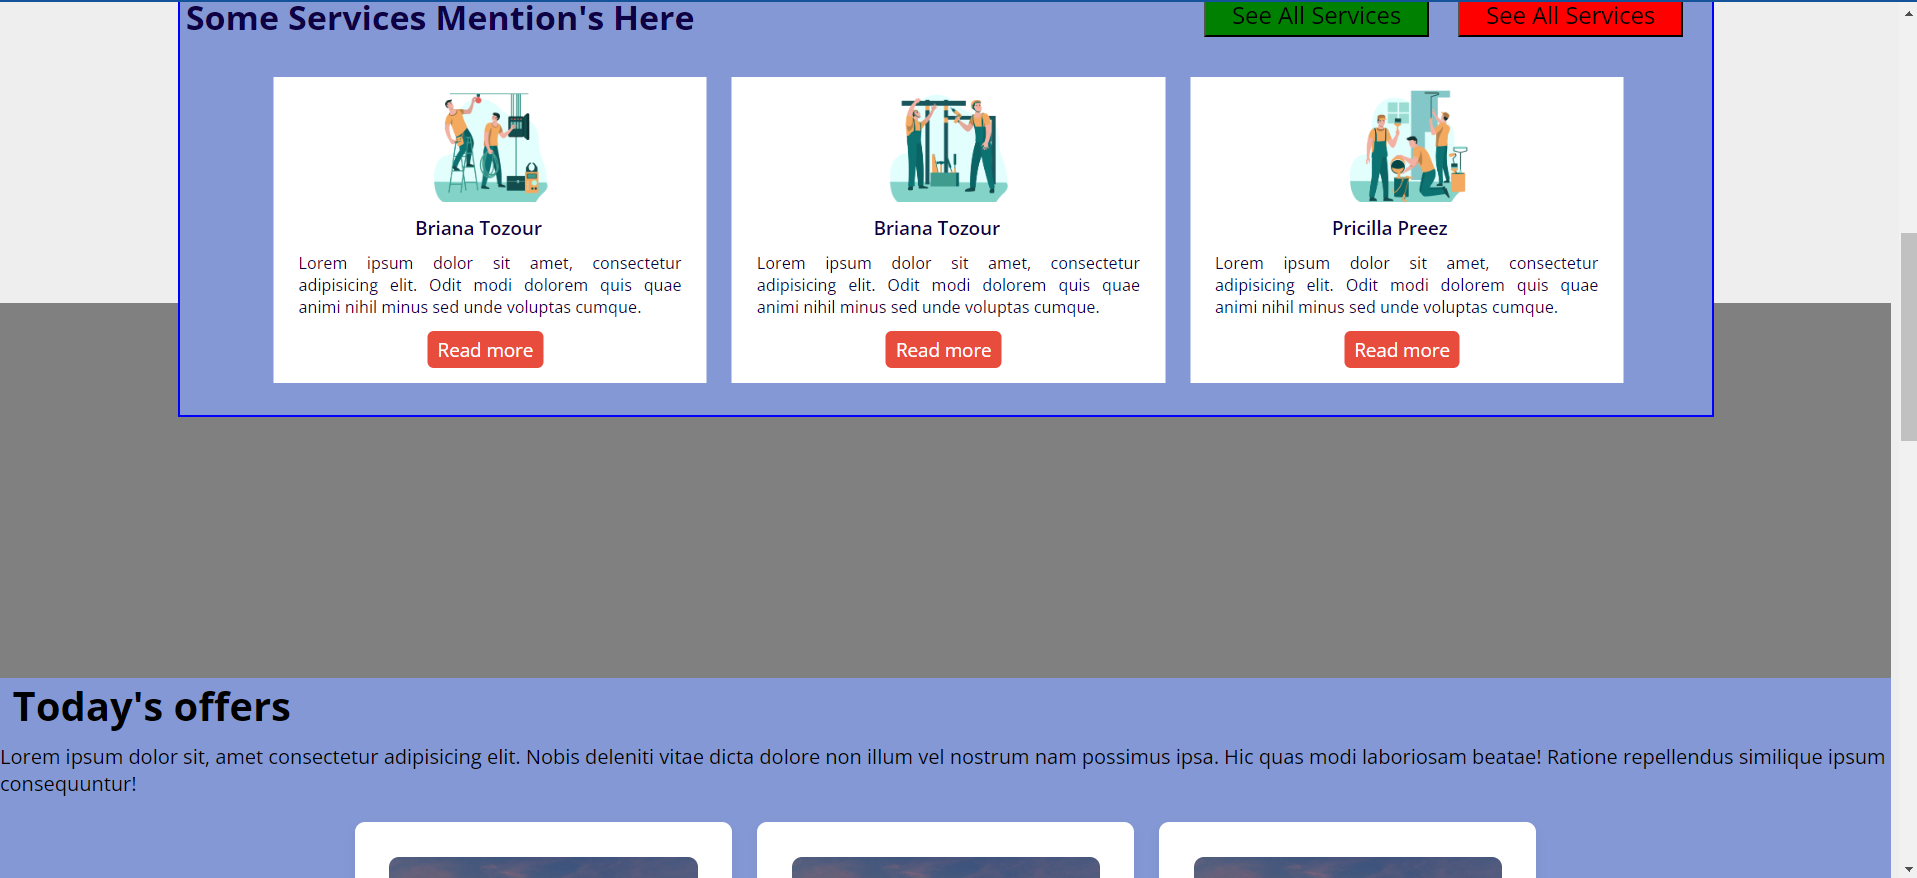 Some Services Mention's Here
See All Services
See All Services
Briana Tozour
Lorem ipsum dolor sit amet, consectetur
adipisicing elit. Odit modi dolorem quis quae
animi nihil minus sed unde voluptas cumque.
Read more
Briana Tozour
Lorem ipsum dolor sit amet, consectetur
adipisicing elit. Odit modi dolorem quis quae
animi nihil minus sed unde voluptas cumque.
Read more
Pricilla Preez
Lorem ipsum dolor sit amet, consectetur
adipisicing elit. Odit modi dolorem quis quae
animi nihil minus sed unde voluptas cumque.
Read more
Today's offers
Lorem ipsum dolor sit, amet consectetur adipisicing elit. Nobis deleniti vitae dicta dolore non illum vel nostrum nam possimus ipsa. Hic quas modi laboriosam beatae! Ratione repellendus similique ipsum
consequuntur!